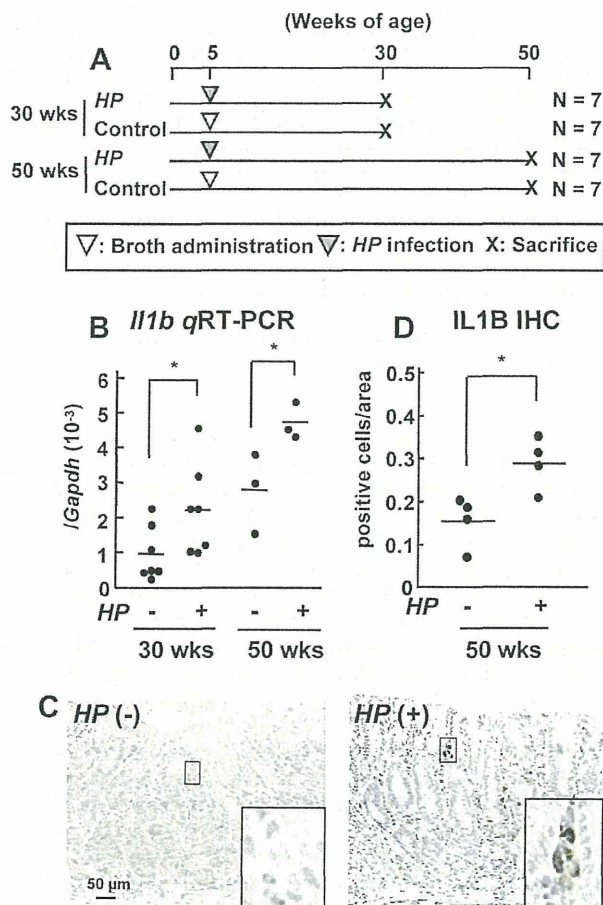 (Weeks of age)
A
0 5 30 50
30 wks
HP N = 7
Control N = 7
50 wks
HP N = 7
Control N = 7
▽: Broth administration ▽: HP infection X: Sacrifice
B Il1b qRT-PCR
* *
/Gapdh (10⁻³)
6
5
4
3
2
1
0
HP - + - +
30 wks 50 wks
D IL1B IHC
*
positive cells/area
0.5
0.4
0.3
0.2
0.1
0
HP - +
50 wks
C HP (-) HP (+)
50 µm